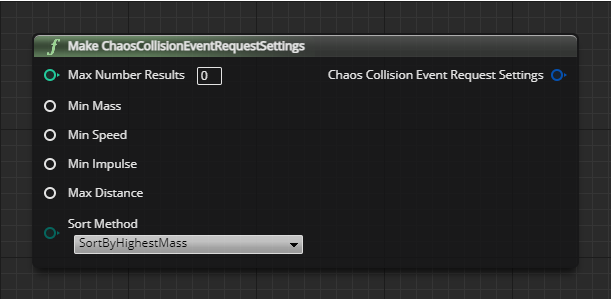 f Make ChaosCollisionEventRequestSettings
Max Number Results 0 Chaos Collision Event Request Settings
Min Mass
Min Speed
Min Impulse
Max Distance
Sort Method
SortByHighestMass